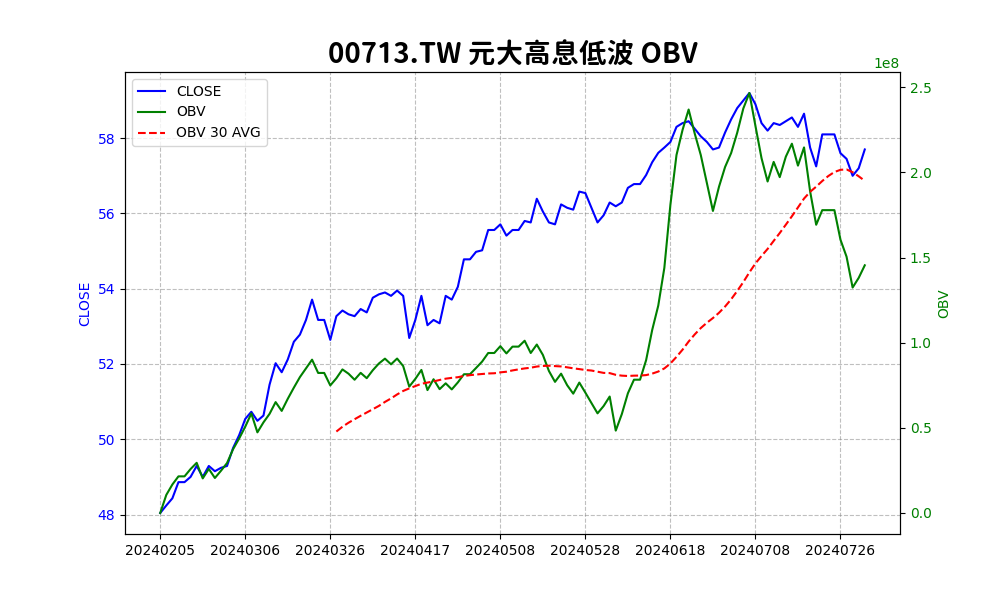 00713.TW 元大高息低波 OBV
1e8
CLOSE
OBV
OBV 30 AVG
58
56
54
52
50
48
CLOSE
2.5
2.0
1.5
1.0
0.5
0.0
OBV
20240205 20240306 20240326 20240417 20240508 20240528 20240618 20240708 20240726